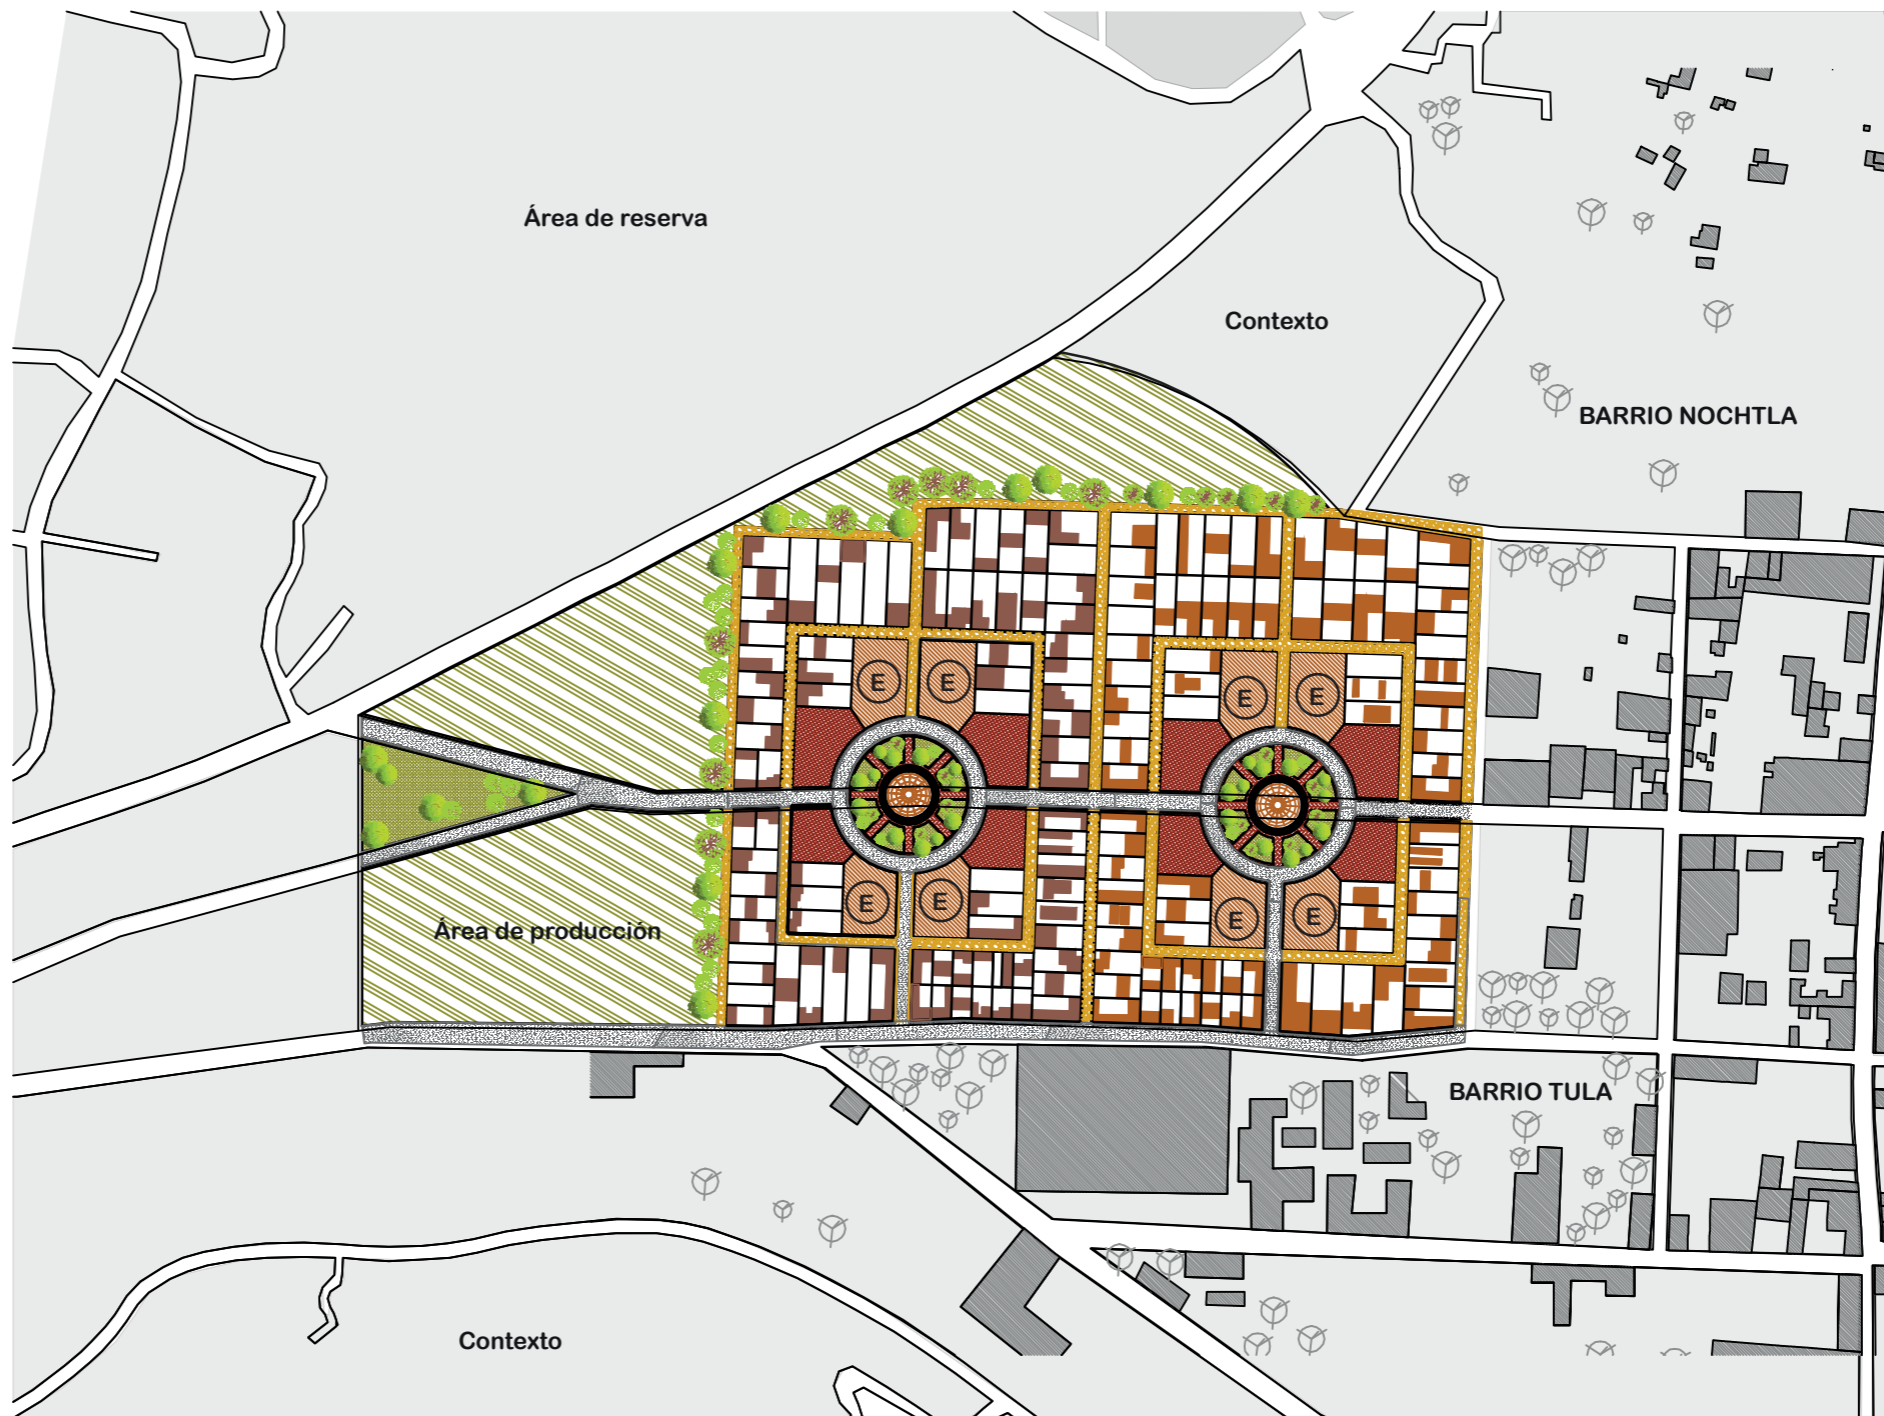 Área de reserva
Contexto
BARRIO NOCHTLA
E
E
E
E
E
E
E
E
Área de producción
BARRIO TULA
Contexto